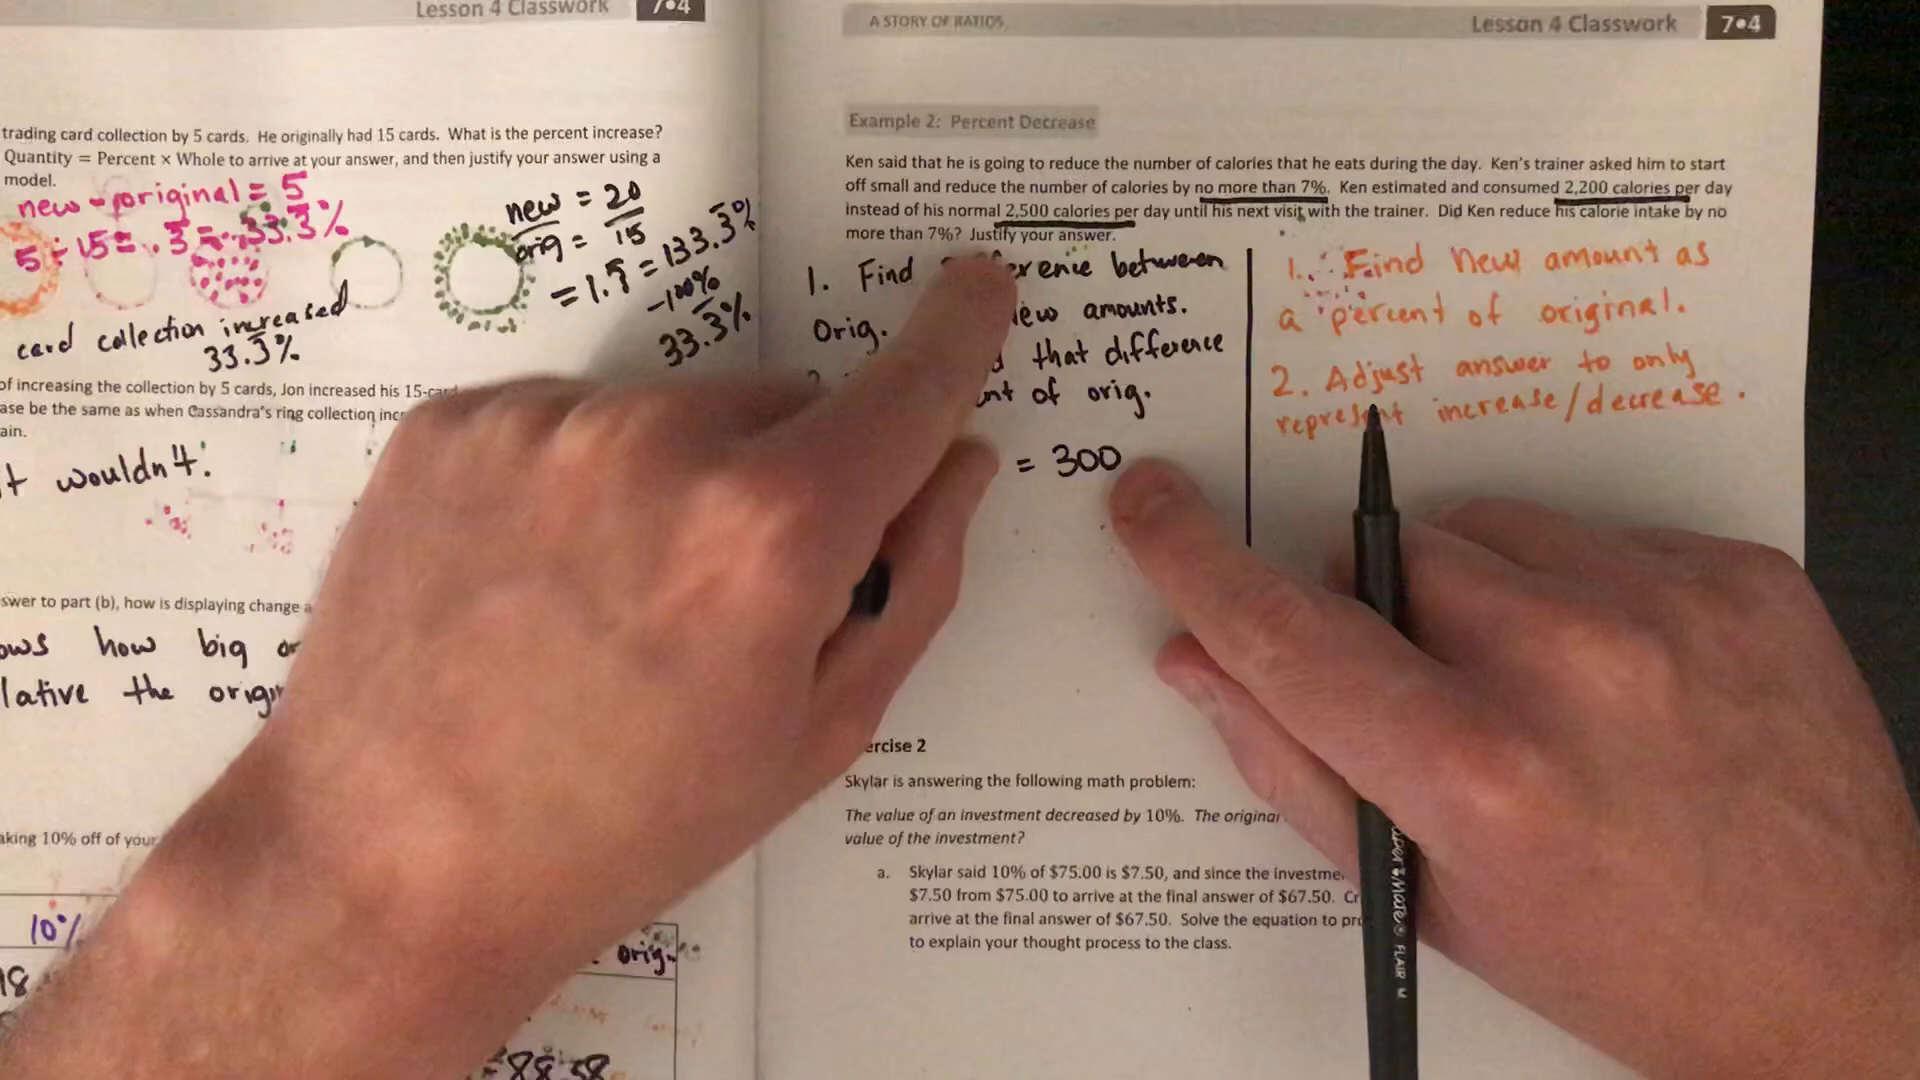 Lesson 4 Classwork 7•4
trading card collection by 5 cards. He originally had 15 cards. What is the percent increase?
Quantity = Percent × Whole to arrive at your answer, and then justify your answer using a
model.
new - original = 5
5 ÷ 15 = .3̅ = 33.3̅%
new = 20
orig = 15
= 1.3̅ = 133.3̅%
-100%
33.3̅%
card collection increased
33.3̅%
of increasing the collection by 5 cards, Jon increased his 15-card
be the same as when Cassandra's ring collection
wouldn't.
to part (b), how is displaying change
how big or
the
10% off of your
10%
orig.
88.58
A STORY OF RATIOS Lesson 4 Classwork 7•4
Example 2: Percent Decrease
Ken said that he is going to reduce the number of calories that he eats during the day. Ken's trainer asked him to start
off small and reduce the number of calories by no more than 7%. Ken estimated and consumed 2,200 calories per day
instead of his normal 2,500 calories per day until his next visit with the trainer. Did Ken reduce his calorie intake by no
more than 7%? Justify your answer.
1. Find between
Orig. new amounts.
that difference
of orig.
= 300
1. Find new amount as
a percent of original.
2. Adjust answer to only
represent increase/decrease.
Skylar is answering the following math problem:
The value of an investment decreased by 10%. The original
value of the investment?
a. Skylar said 10% of $75.00 is $7.50, and since the
$7.50 from $75.00 to arrive at the final answer of $67.50.
arrive at the final answer of $67.50. Solve the equation to
to explain your thought process to the class.
Paper Mate FLAIR M